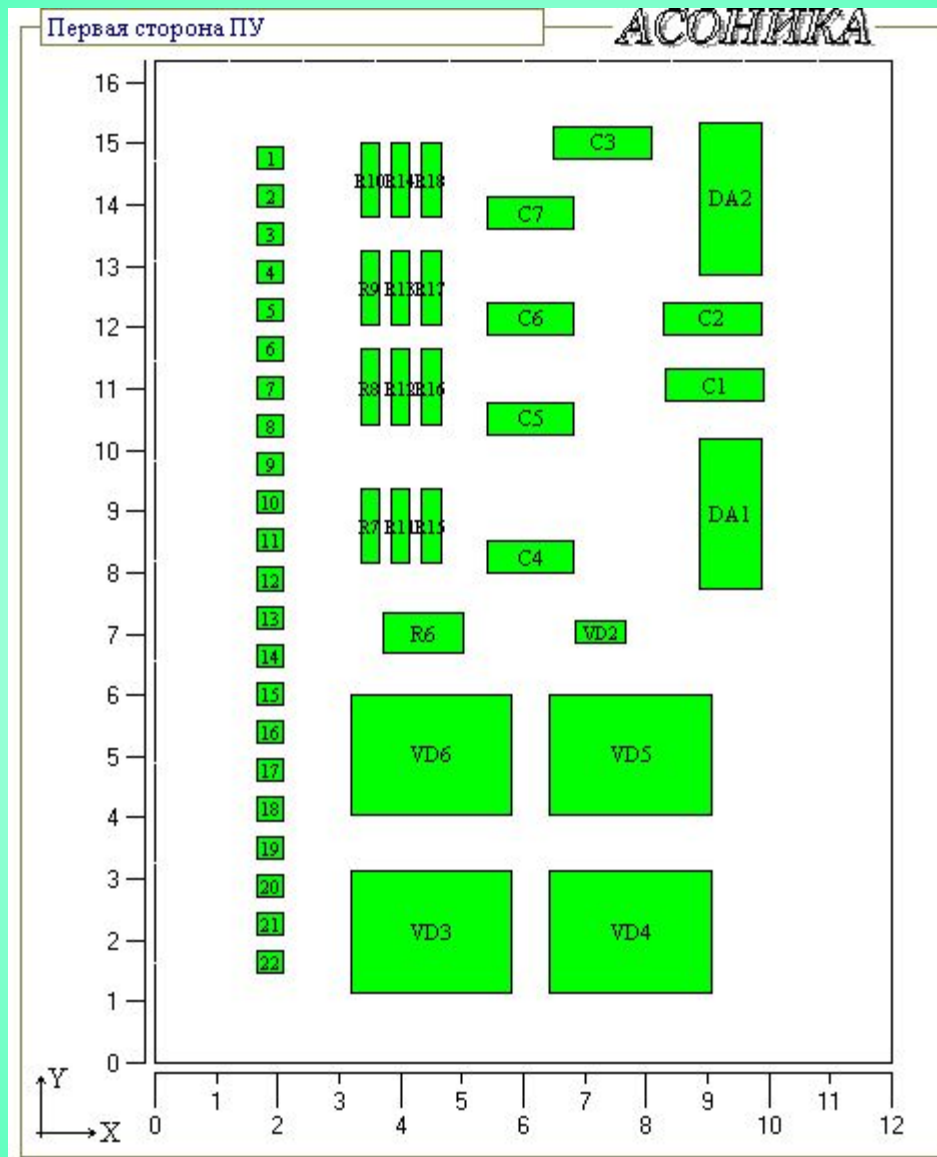 Первая сторона ПУ
АСОНИКА
16
15
14
13
12
11
10
9
8
7
6
5
4
3
2
1
0
1
2
3
4
5
6
7
8
9
10
11
12
13
14
15
16
17
18
19
20
21
22
R10 R14 R18
R9 R13 R17
R8 R12 R16
R7 R11 R15
C3
C7
DA2
C6
C2
C1
C5
DA1
C4
R6
VD2
VD6
VD5
VD3
VD4
Y
X
0 1 2 3 4 5 6 7 8 9 10 11 12